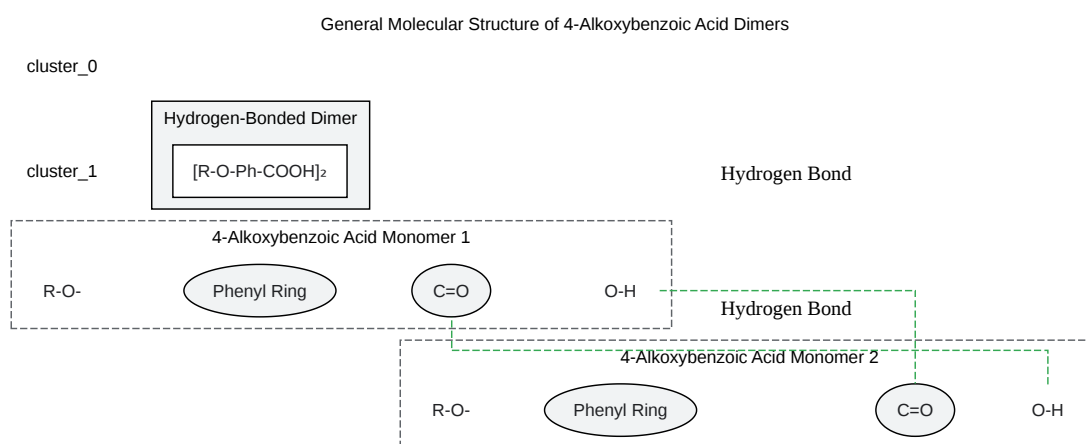 General Molecular Structure of 4-Alkoxybenzoic Acid Dimers
cluster_0
Hydrogen-Bonded Dimer
cluster_1
[R-O-Ph-COOH]₂
Hydrogen Bond
4-Alkoxybenzoic Acid Monomer 1
R-O-
Phenyl Ring
C=O
O-H
Hydrogen Bond
4-Alkoxybenzoic Acid Monomer 2
R-O-
Phenyl Ring
C=O
O-H